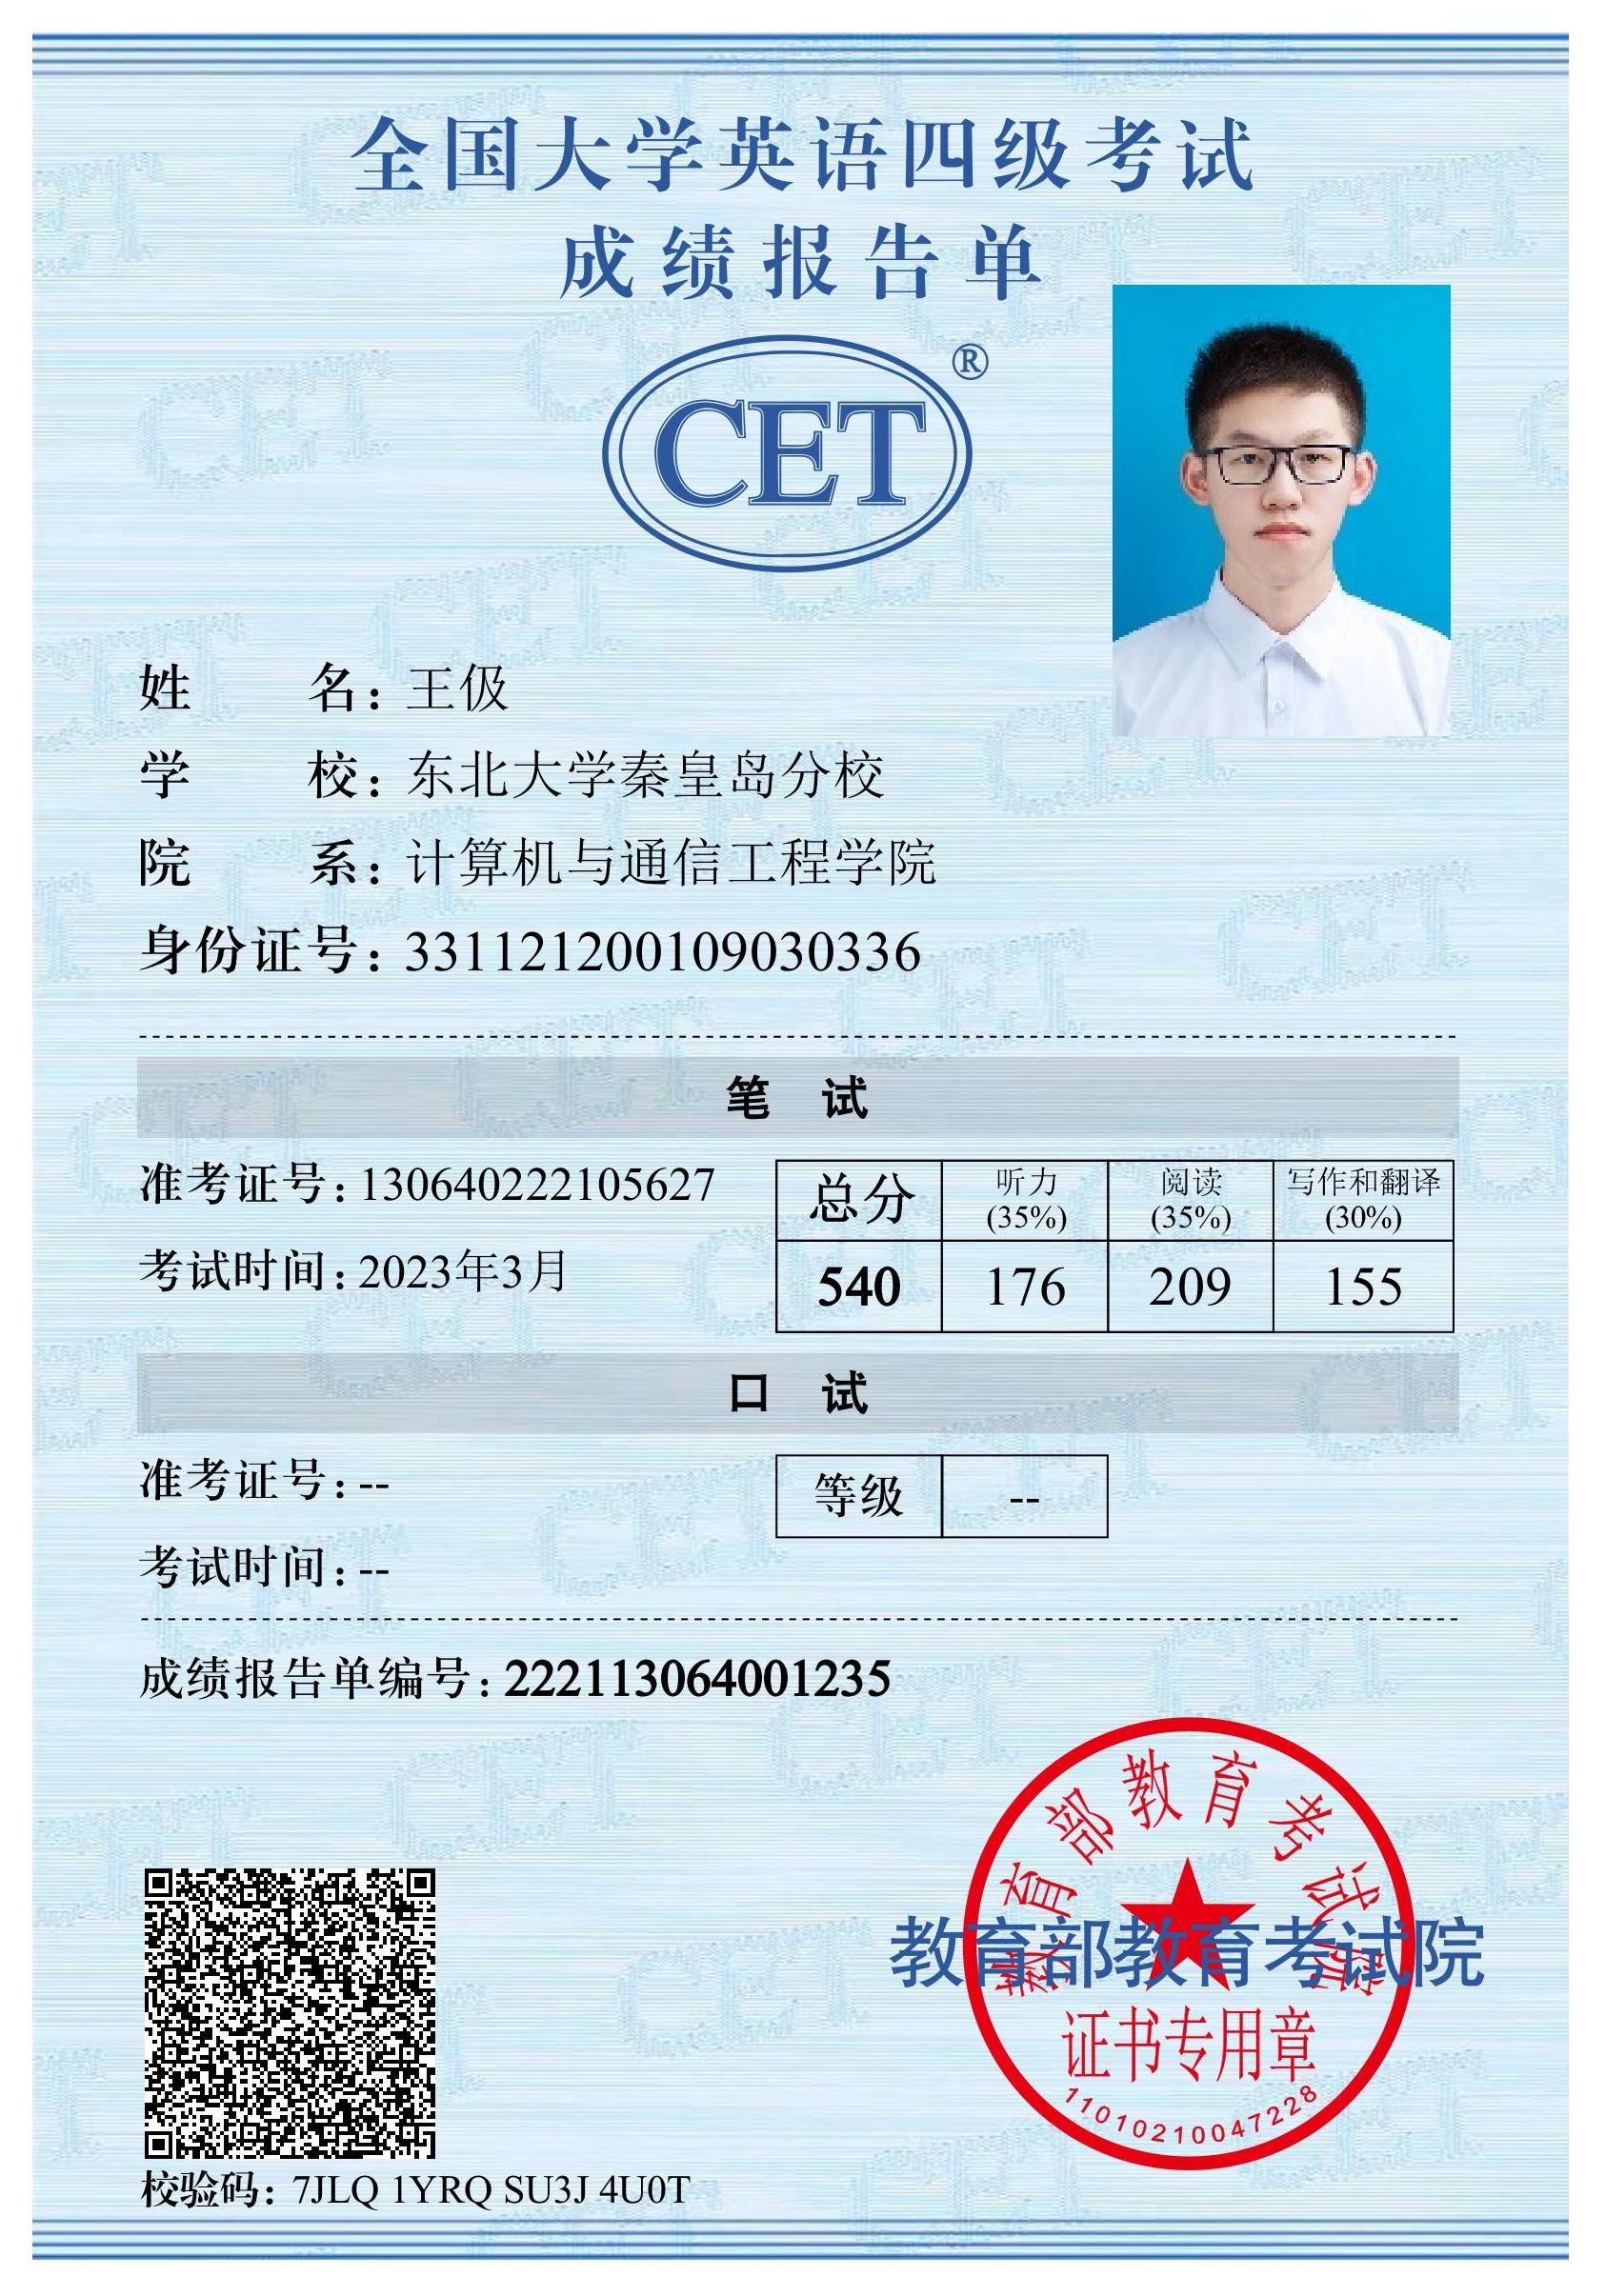 全国大学英语四级考试
成绩报告单
CET®
姓名：王伋
学校：东北大学秦皇岛分校
院系：计算机与通信工程学院
身份证号：331121200109030336
笔试
准考证号：130640222105627
考试时间：2023年3月
总分 听力(35%) 阅读(35%) 写作和翻译(30%)
540 176 209 155
口试
准考证号：--
等级 --
考试时间：--
成绩报告单编号：222113064001235
教育部教育考试院
教育部教育考试院
证书专用章
11010210047228
校验码：7JLQ 1YRQ SU3J 4U0T